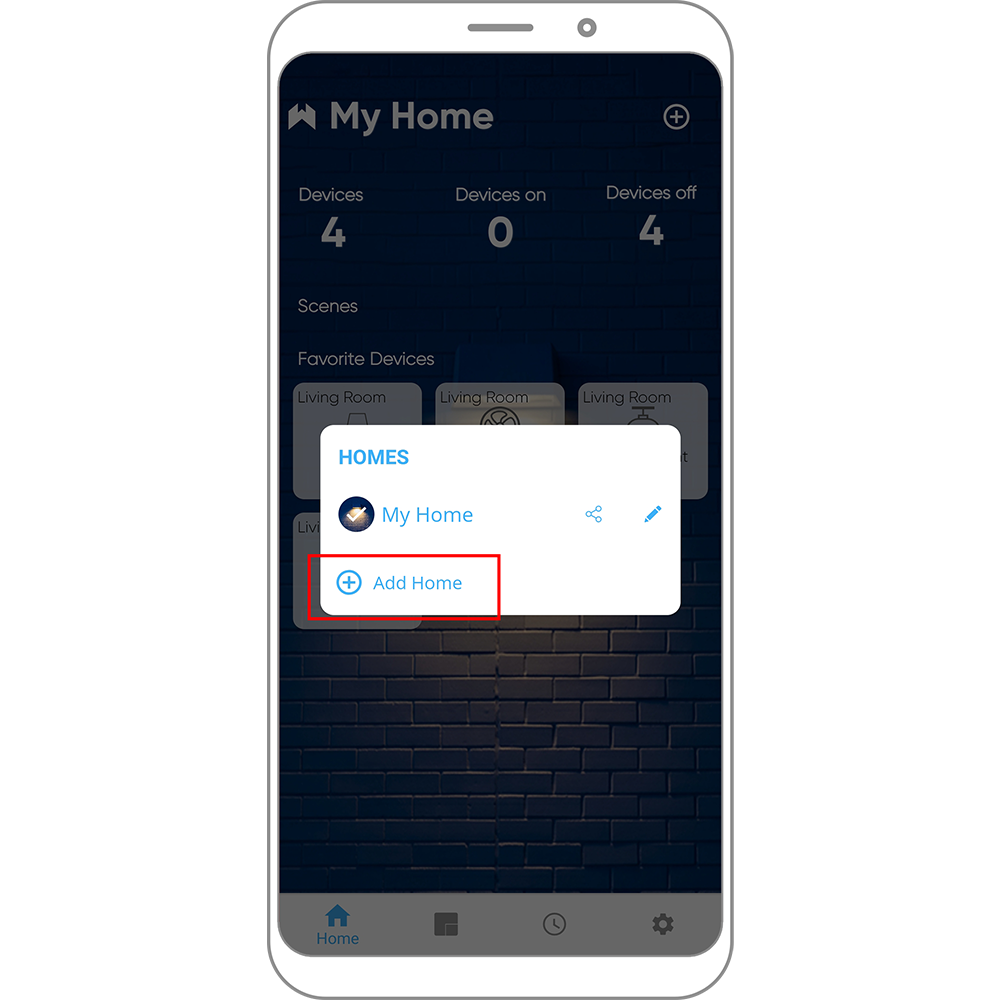 My Home
Devices
Devices on
Devices off
4
0
4
Scenes
Favorite Devices
Living Room
Living Room
Living Room
HOMES
My Home
Add Home
Home